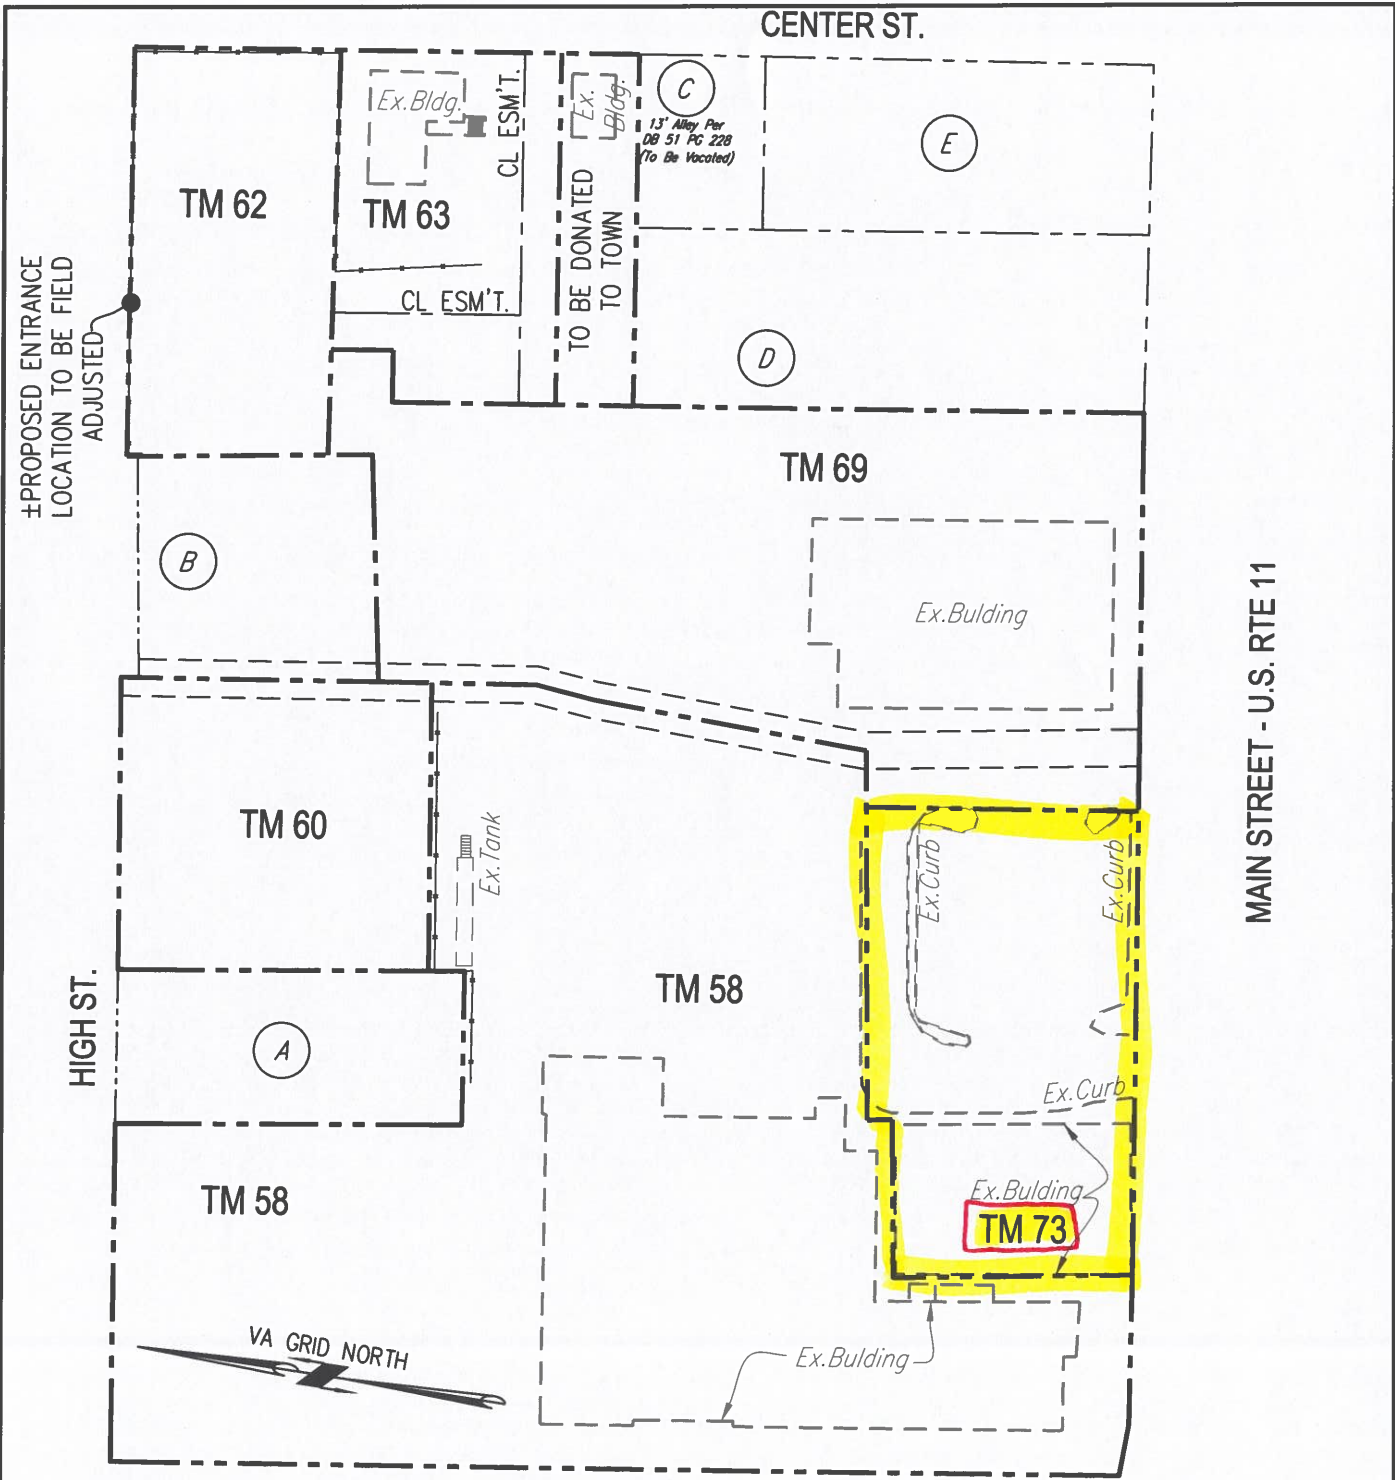 CENTER ST.
Ex.Bldg.
CL ESM'T.
Ex.
Bldg.
C
13' Alley Per
DB 51 PG 228
(To Be Vacated)
E
TM 62
TM 63
TO BE DONATED
TO TOWN
CL ESM'T.
±PROPOSED ENTRANCE
LOCATION TO BE FIELD
ADJUSTED
D
TM 69
B
Ex.Bulding
MAIN STREET - U.S. RTE 11
TM 60
Ex.Tank
Ex.Curb
Ex.Curb
TM 58
HIGH ST.
A
Ex.Curb
TM 58
Ex.Bulding
TM 73
VA GRID NORTH
Ex.Bulding